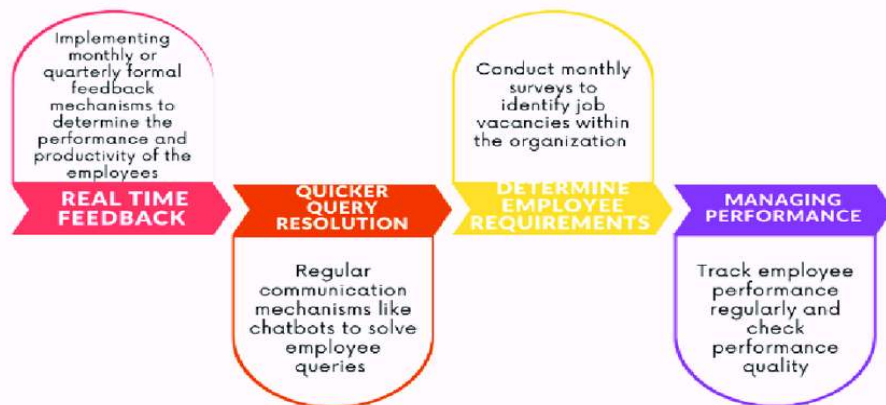 Implementing
monthly or
quarterly formal
feedback
mechanisms to
determine the
performance and
productivity of the
employees
REAL TIME
FEEDBACK
QUICKER
QUERY
RESOLUTION
Regular
communication
mechanisms like
chatbots to solve
employee
queries
Conduct monthly
surveys to
identify job
vacancies within
the organization
DETERMINE
EMPLOYEE
REQUIREMENTS
MANAGING
PERFORMANCE
Track employee
performance
regularly and
check
performance
quality